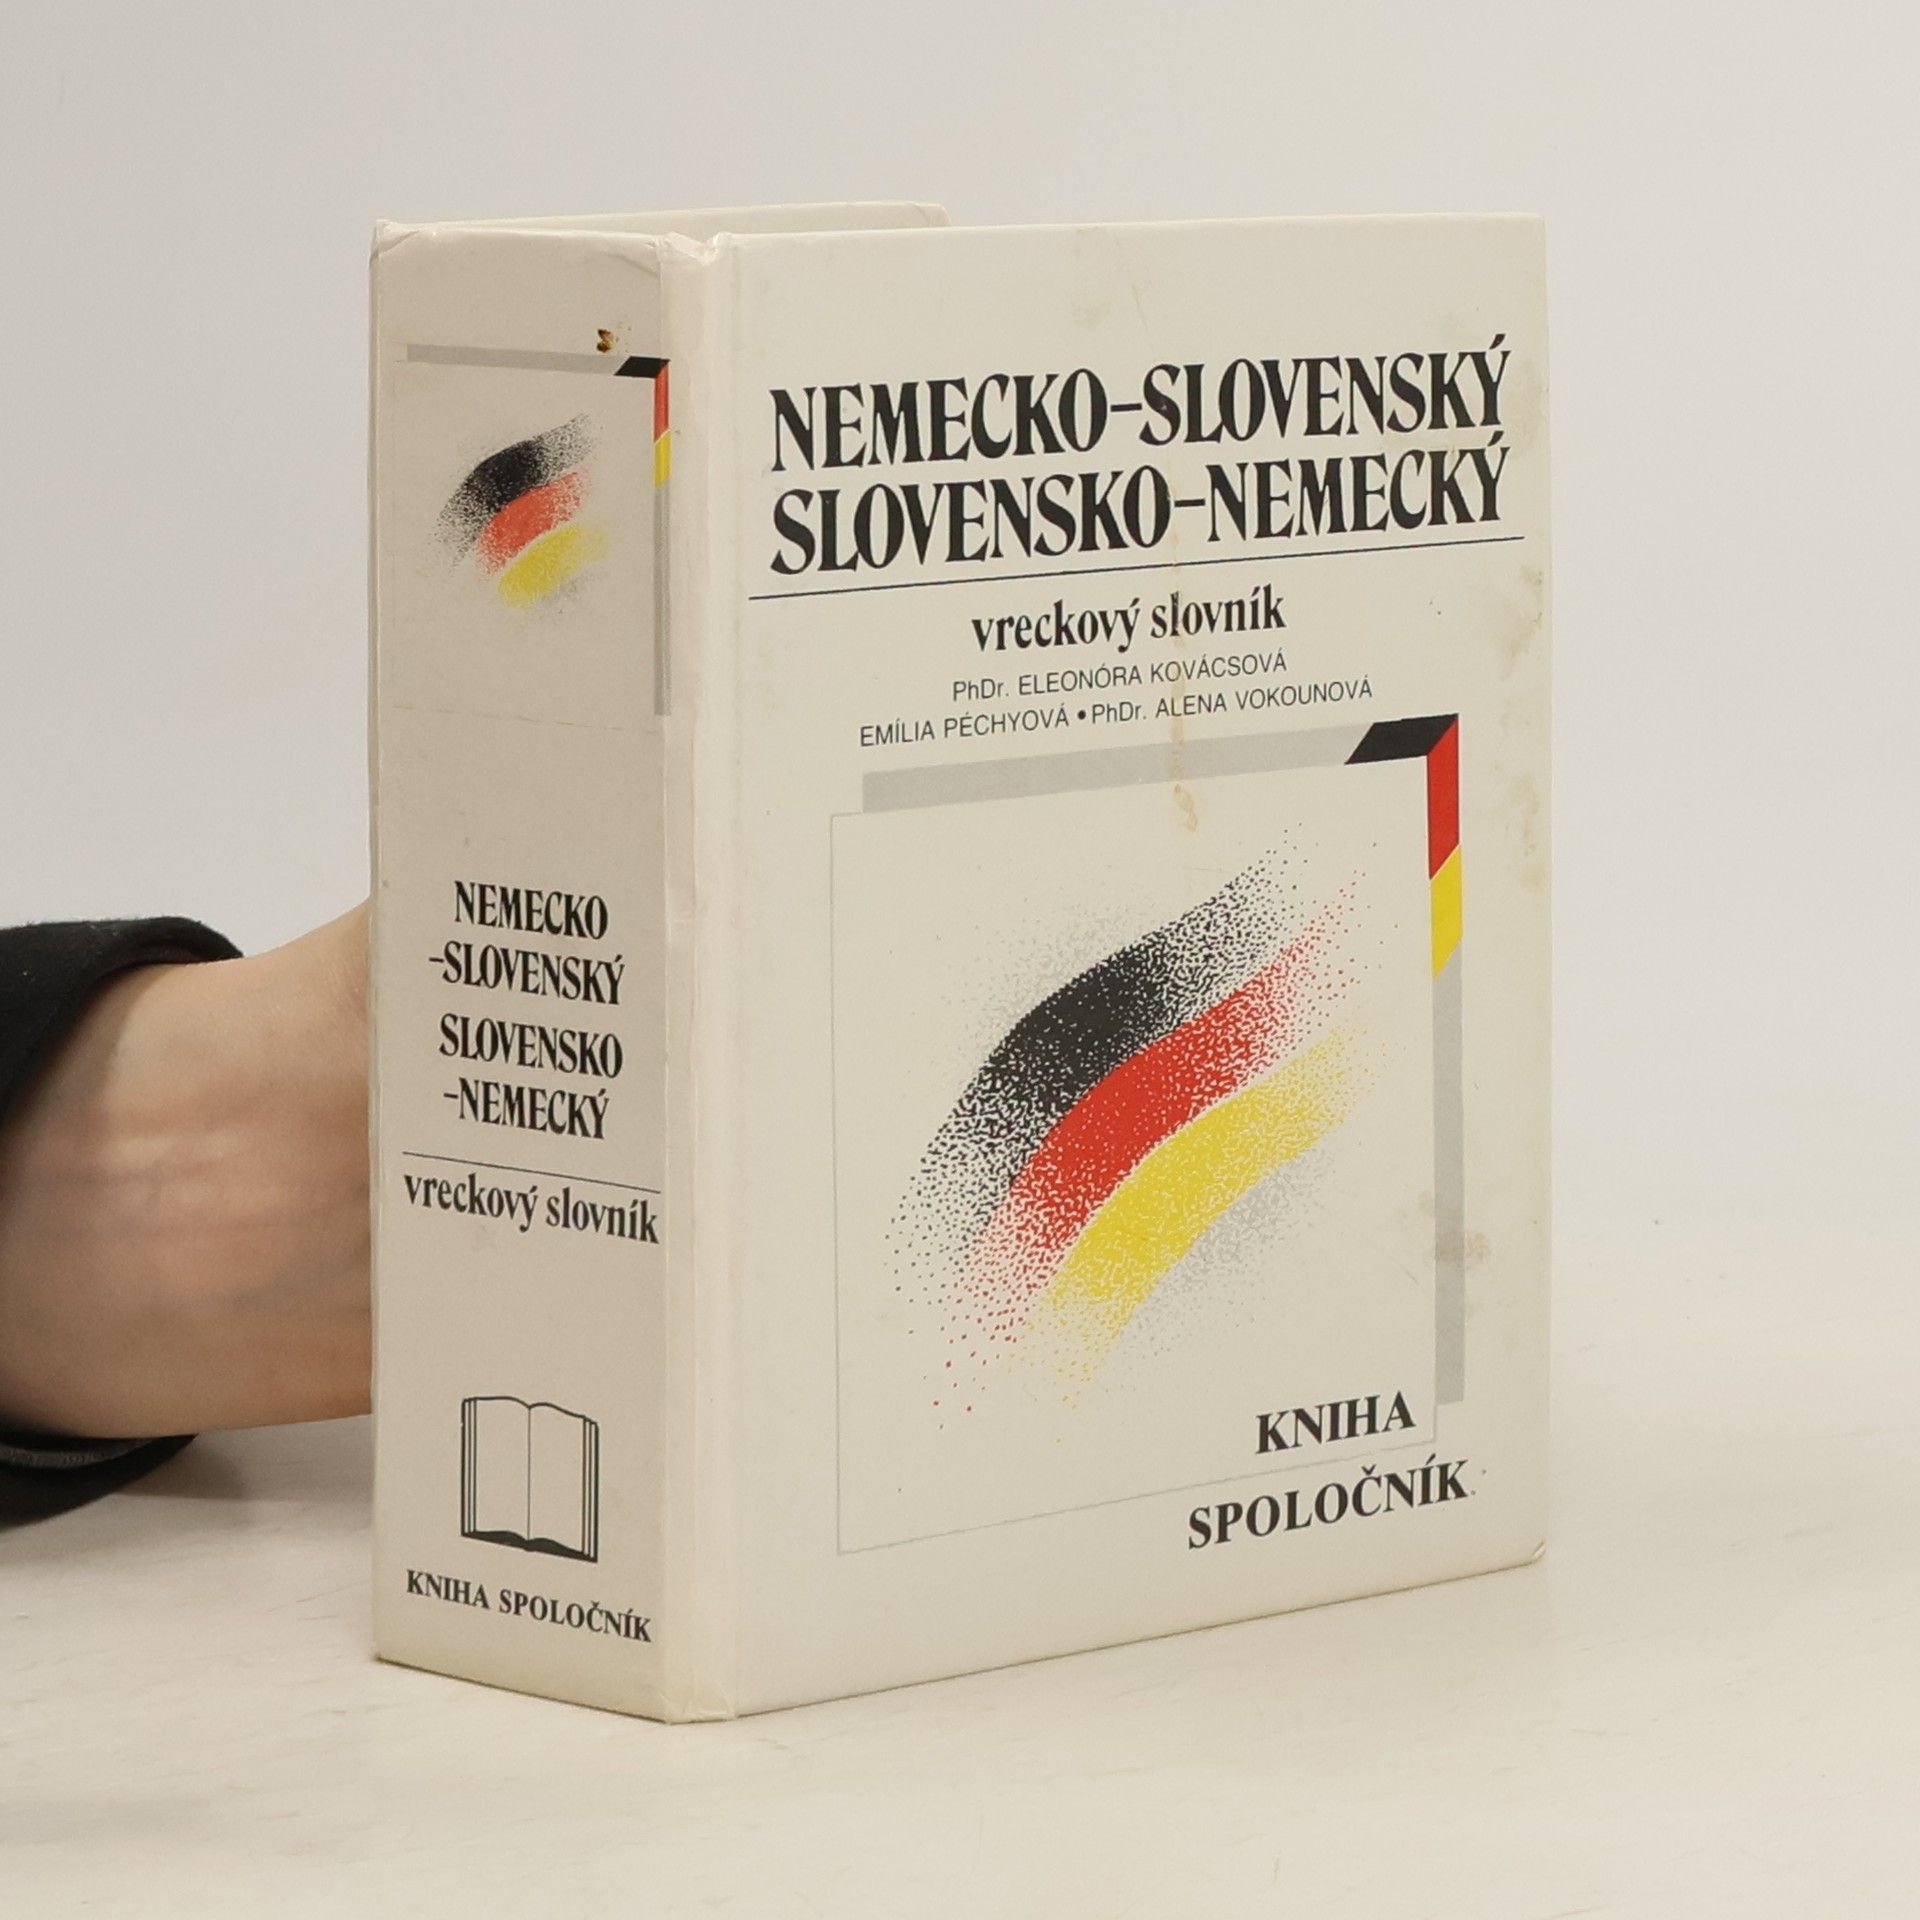 NEMECKO
-SLOVENSKÝ
SLOVENSKO
-NEMECKÝ
vreckový slovník
KNIHA SPOLOČNÍK
NEMECKO-SLOVENSKÝ
SLOVENSKO-NEMECKÝ
vreckový slovník
PhDr. ELEONÓRA KOVÁCSOVÁ
EMÍLIA PÉCHYOVÁ • PhDr. ALENA VOKOUNOVÁ
KNIHA
SPOLOČNÍK